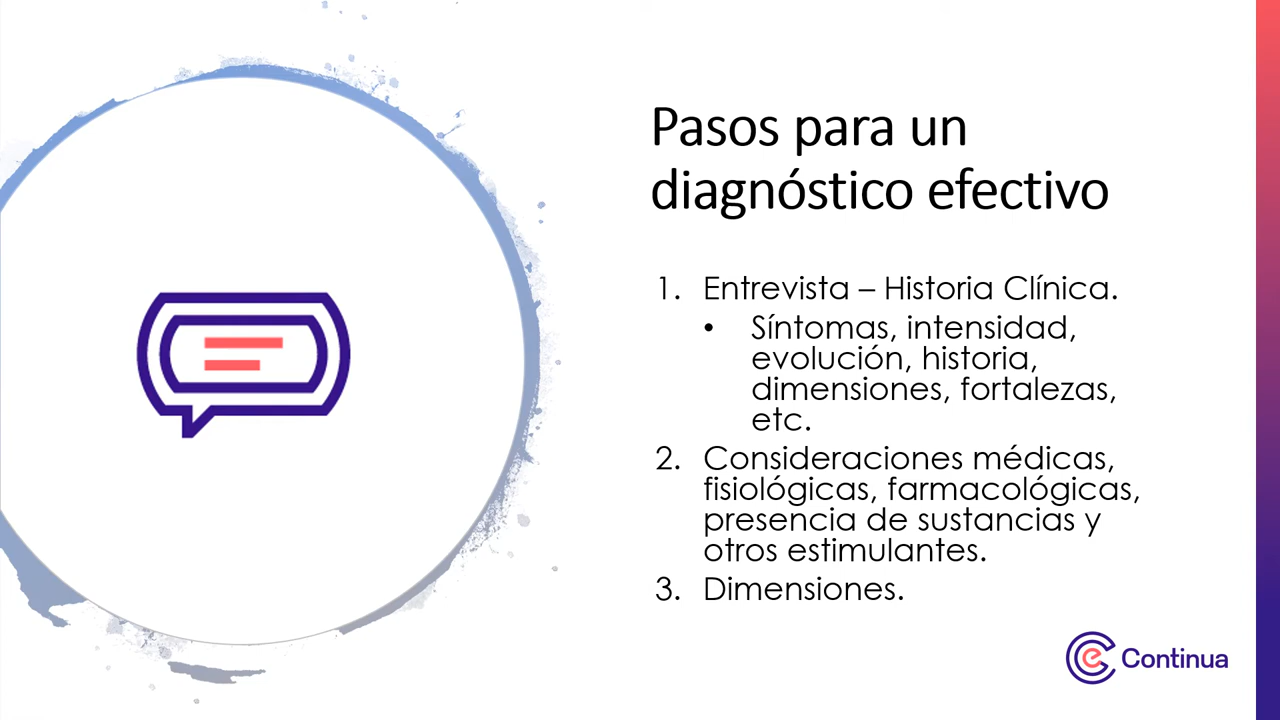 Pasos para un
diagnóstico efectivo
1. Entrevista – Historia Clínica.
• Síntomas, intensidad,
evolución, historia,
dimensiones, fortalezas,
etc.
2. Consideraciones médicas,
fisiológicas, farmacológicas,
presencia de sustancias y
otros estimulantes.
3. Dimensiones.
e Continua